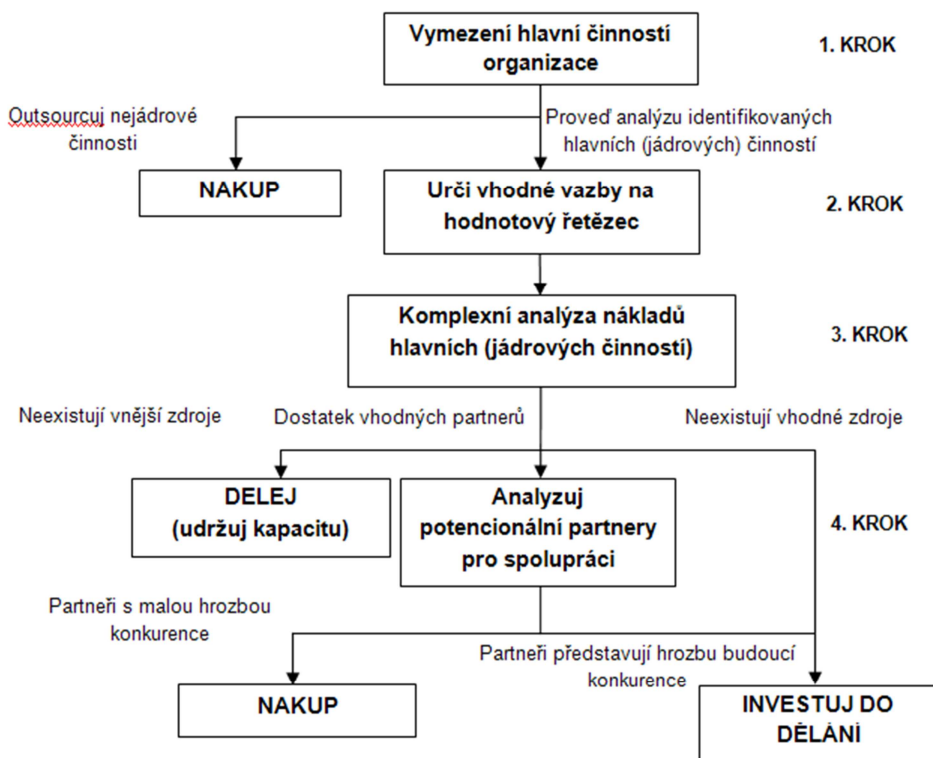 Vymezení hlavní činností
organizace
1. KROK
Outsourcuj nejádrové
činnosti
Proveď analýzu identifikovaných
hlavních (jádrových) činností
NAKUP
Urči vhodné vazby na
hodnotový řetězec
2. KROK
Komplexní analýza nákladů
hlavních (jádrových činností)
3. KROK
Neexistují vnější zdroje
Dostatek vhodných partnerů
Neexistují vhodné zdroje
DELEJ
(udržuj kapacitu)
Analyzuj
potencionální partnery
pro spolupráci
4. KROK
Partneři s malou hrozbou
konkurence
Partneři představují hrozbu budoucí
konkurence
NAKUP
INVESTUJ DO
DĚLÁNÍ